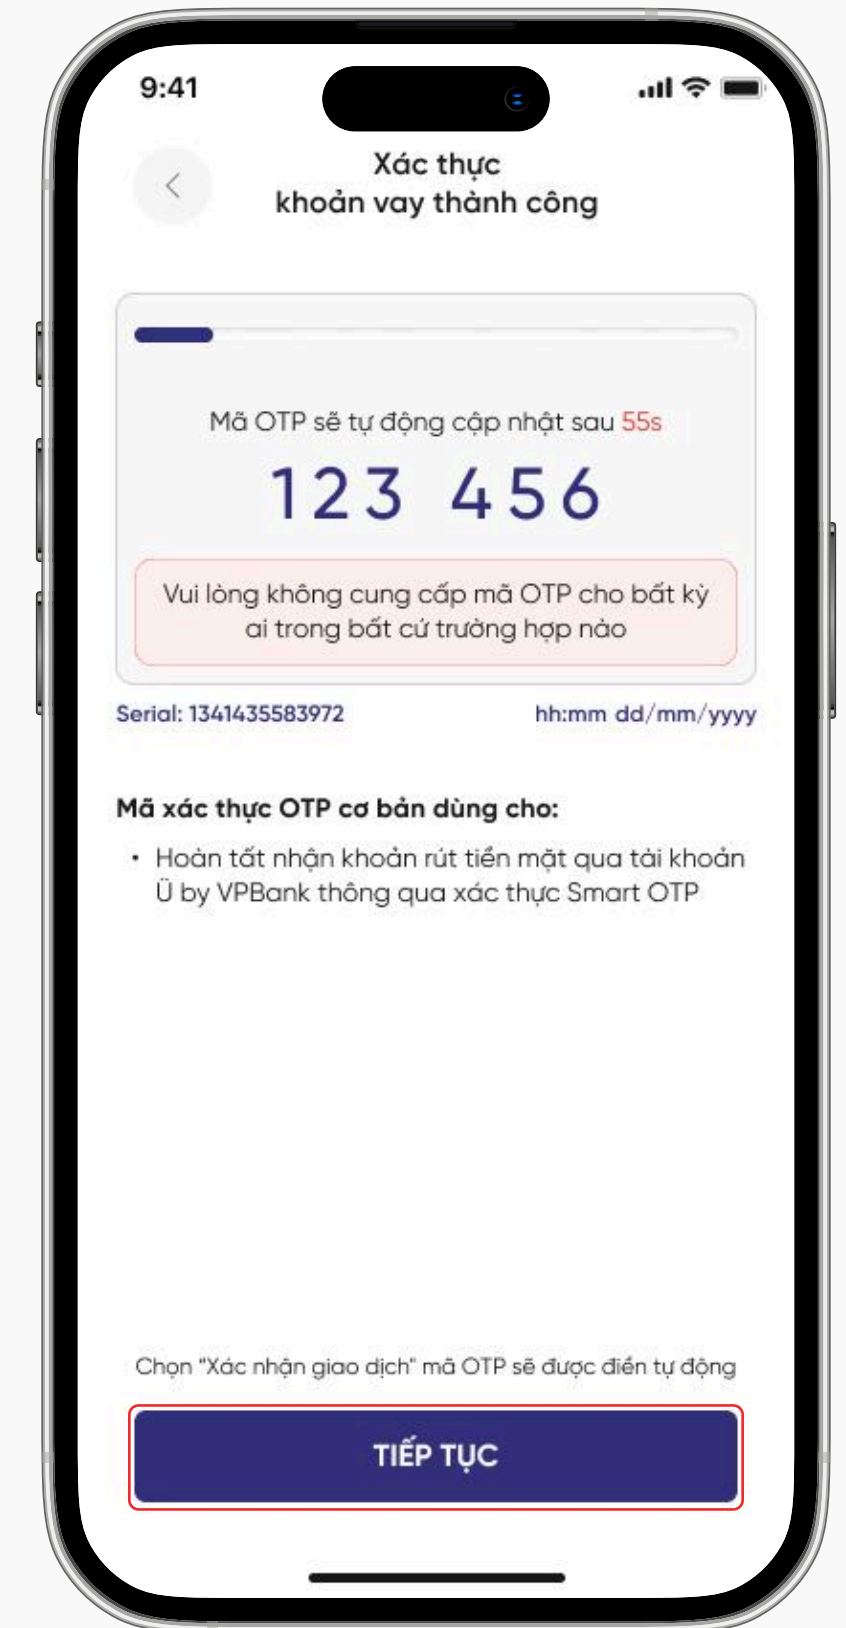 9:41
Xác thực
khoản vay thành công
Mã OTP sẽ tự động cập nhật sau 55s
123 456
Vui lòng không cung cấp mã OTP cho bất kỳ
ai trong bất cứ trường hợp nào
Serial: 1341435583972
hh:mm dd/mm/yyyy
Mã xác thực OTP cơ bản dùng cho:
• Hoàn tất nhận khoản rút tiền mặt qua tài khoản
Ü by VPBank thông qua xác thực Smart OTP
Chọn "Xác nhận giao dịch" mã OTP sẽ được điền tự động
TIẾP TỤC